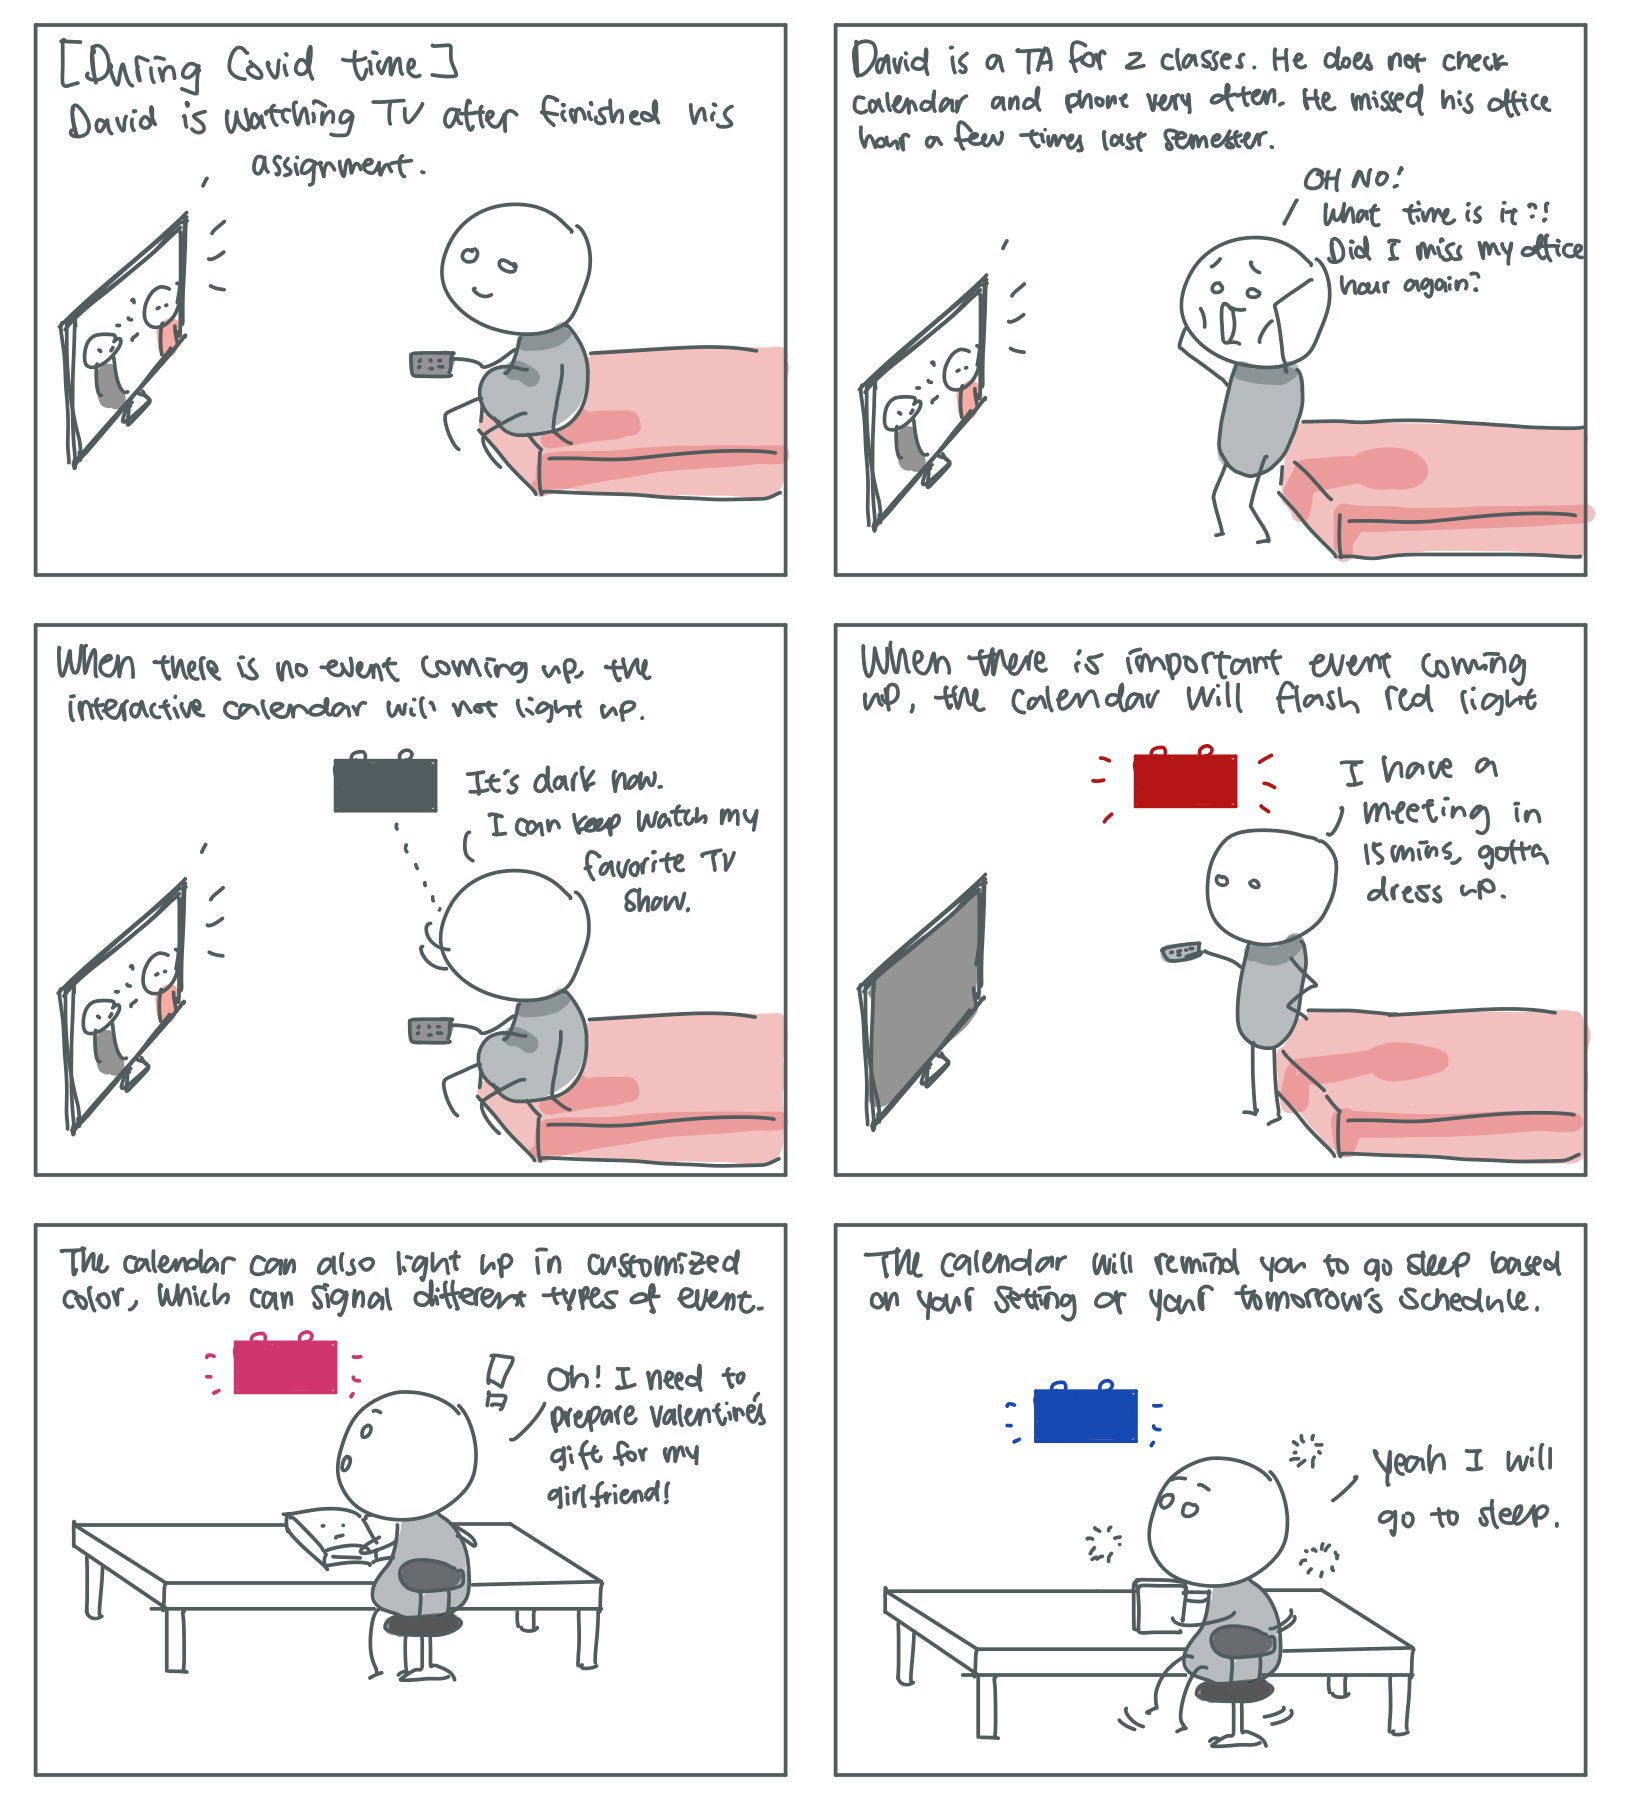 [During Covid time]
David is watching TV after finished his
assignment.
David is a TA for 2 classes. He does not check
calendar and phone very often. He missed his office
hour a few times last semester.
OH NO!
What time is it?!
Did I miss my office
hour again?
When there is no event coming up, the
interactive calendar will not light up.
It's dark now.
I can keep watch my
favorite TV
show.
When there is important event coming
up, the calendar will flash red light
I have a
meeting in
15 mins, gotta
dress up.
The calendar can also light up in customized
color, which can signal different types of event.
Oh! I need to
prepare valentine's
gift for my
girlfriend!
The calendar will remind you to go sleep based
on your setting or your tomorrow's schedule.
Yeah I will
go to sleep.